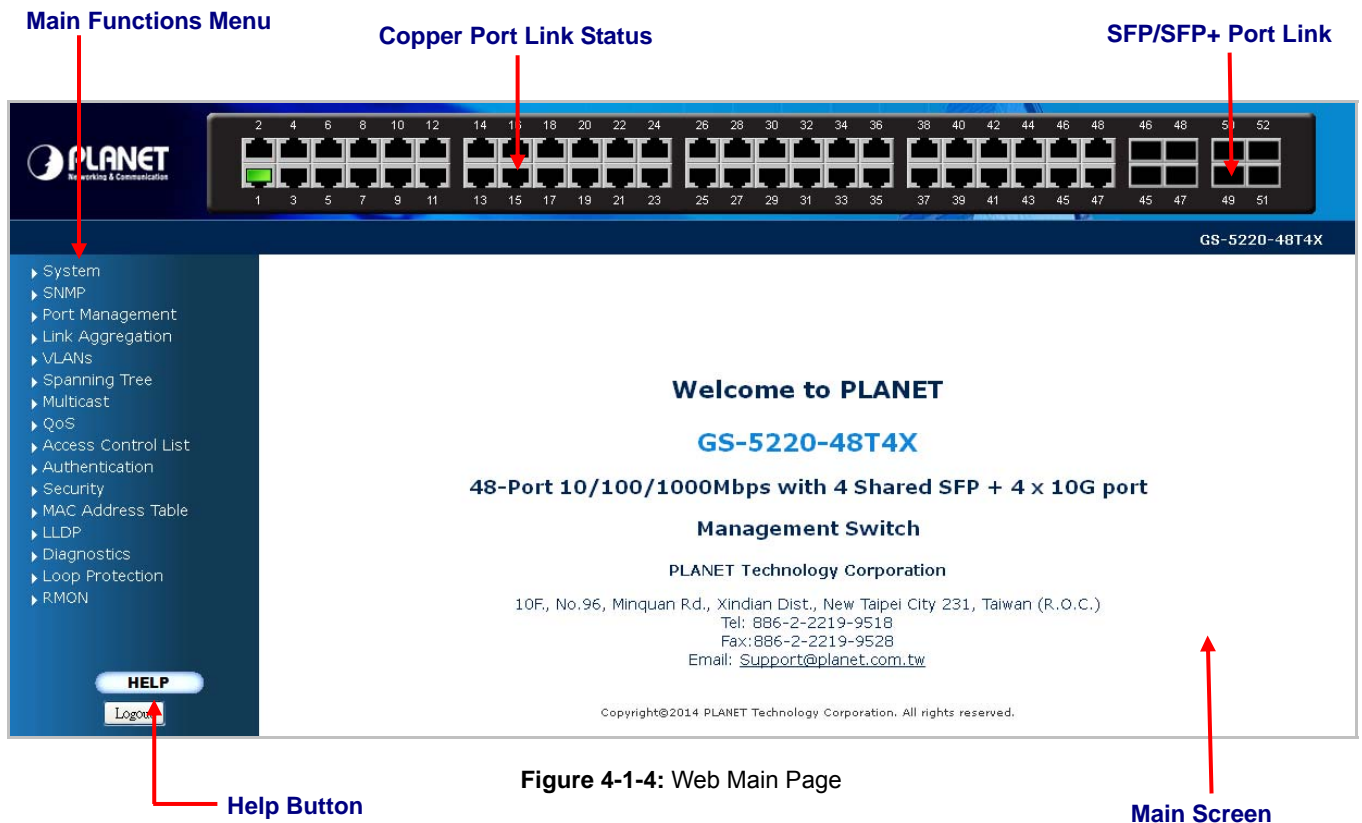 Main Functions Menu
Copper Port Link Status
SFP/SFP+ Port Link
PLANET
Networking & Communication
2 4 6 8 10 12 14 16 18 20 22 24 26 28 30 32 34 36 38 40 42 44 46 48 46 48 50 52
1 3 5 7 9 11 13 15 17 19 21 23 25 27 29 31 33 35 37 39 41 43 45 47 45 47 49 51
GS-5220-48T4X
System
SNMP
Port Management
Link Aggregation
VLANs
Spanning Tree
Multicast
QoS
Access Control List
Authentication
Security
MAC Address Table
LLDP
Diagnostics
Loop Protection
RMON
HELP
Logout
Welcome to PLANET
GS-5220-48T4X
48-Port 10/100/1000Mbps with 4 Shared SFP + 4 x 10G port
Management Switch
PLANET Technology Corporation
10F., No.96, Minquan Rd., Xindian Dist., New Taipei City 231, Taiwan (R.O.C.)
Tel: 886-2-2219-9518
Fax:886-2-2219-9528
Email: Support@planet.com.tw
Copyright©2014 PLANET Technology Corporation. All rights reserved.
Figure 4-1-4: Web Main Page
Help Button
Main Screen